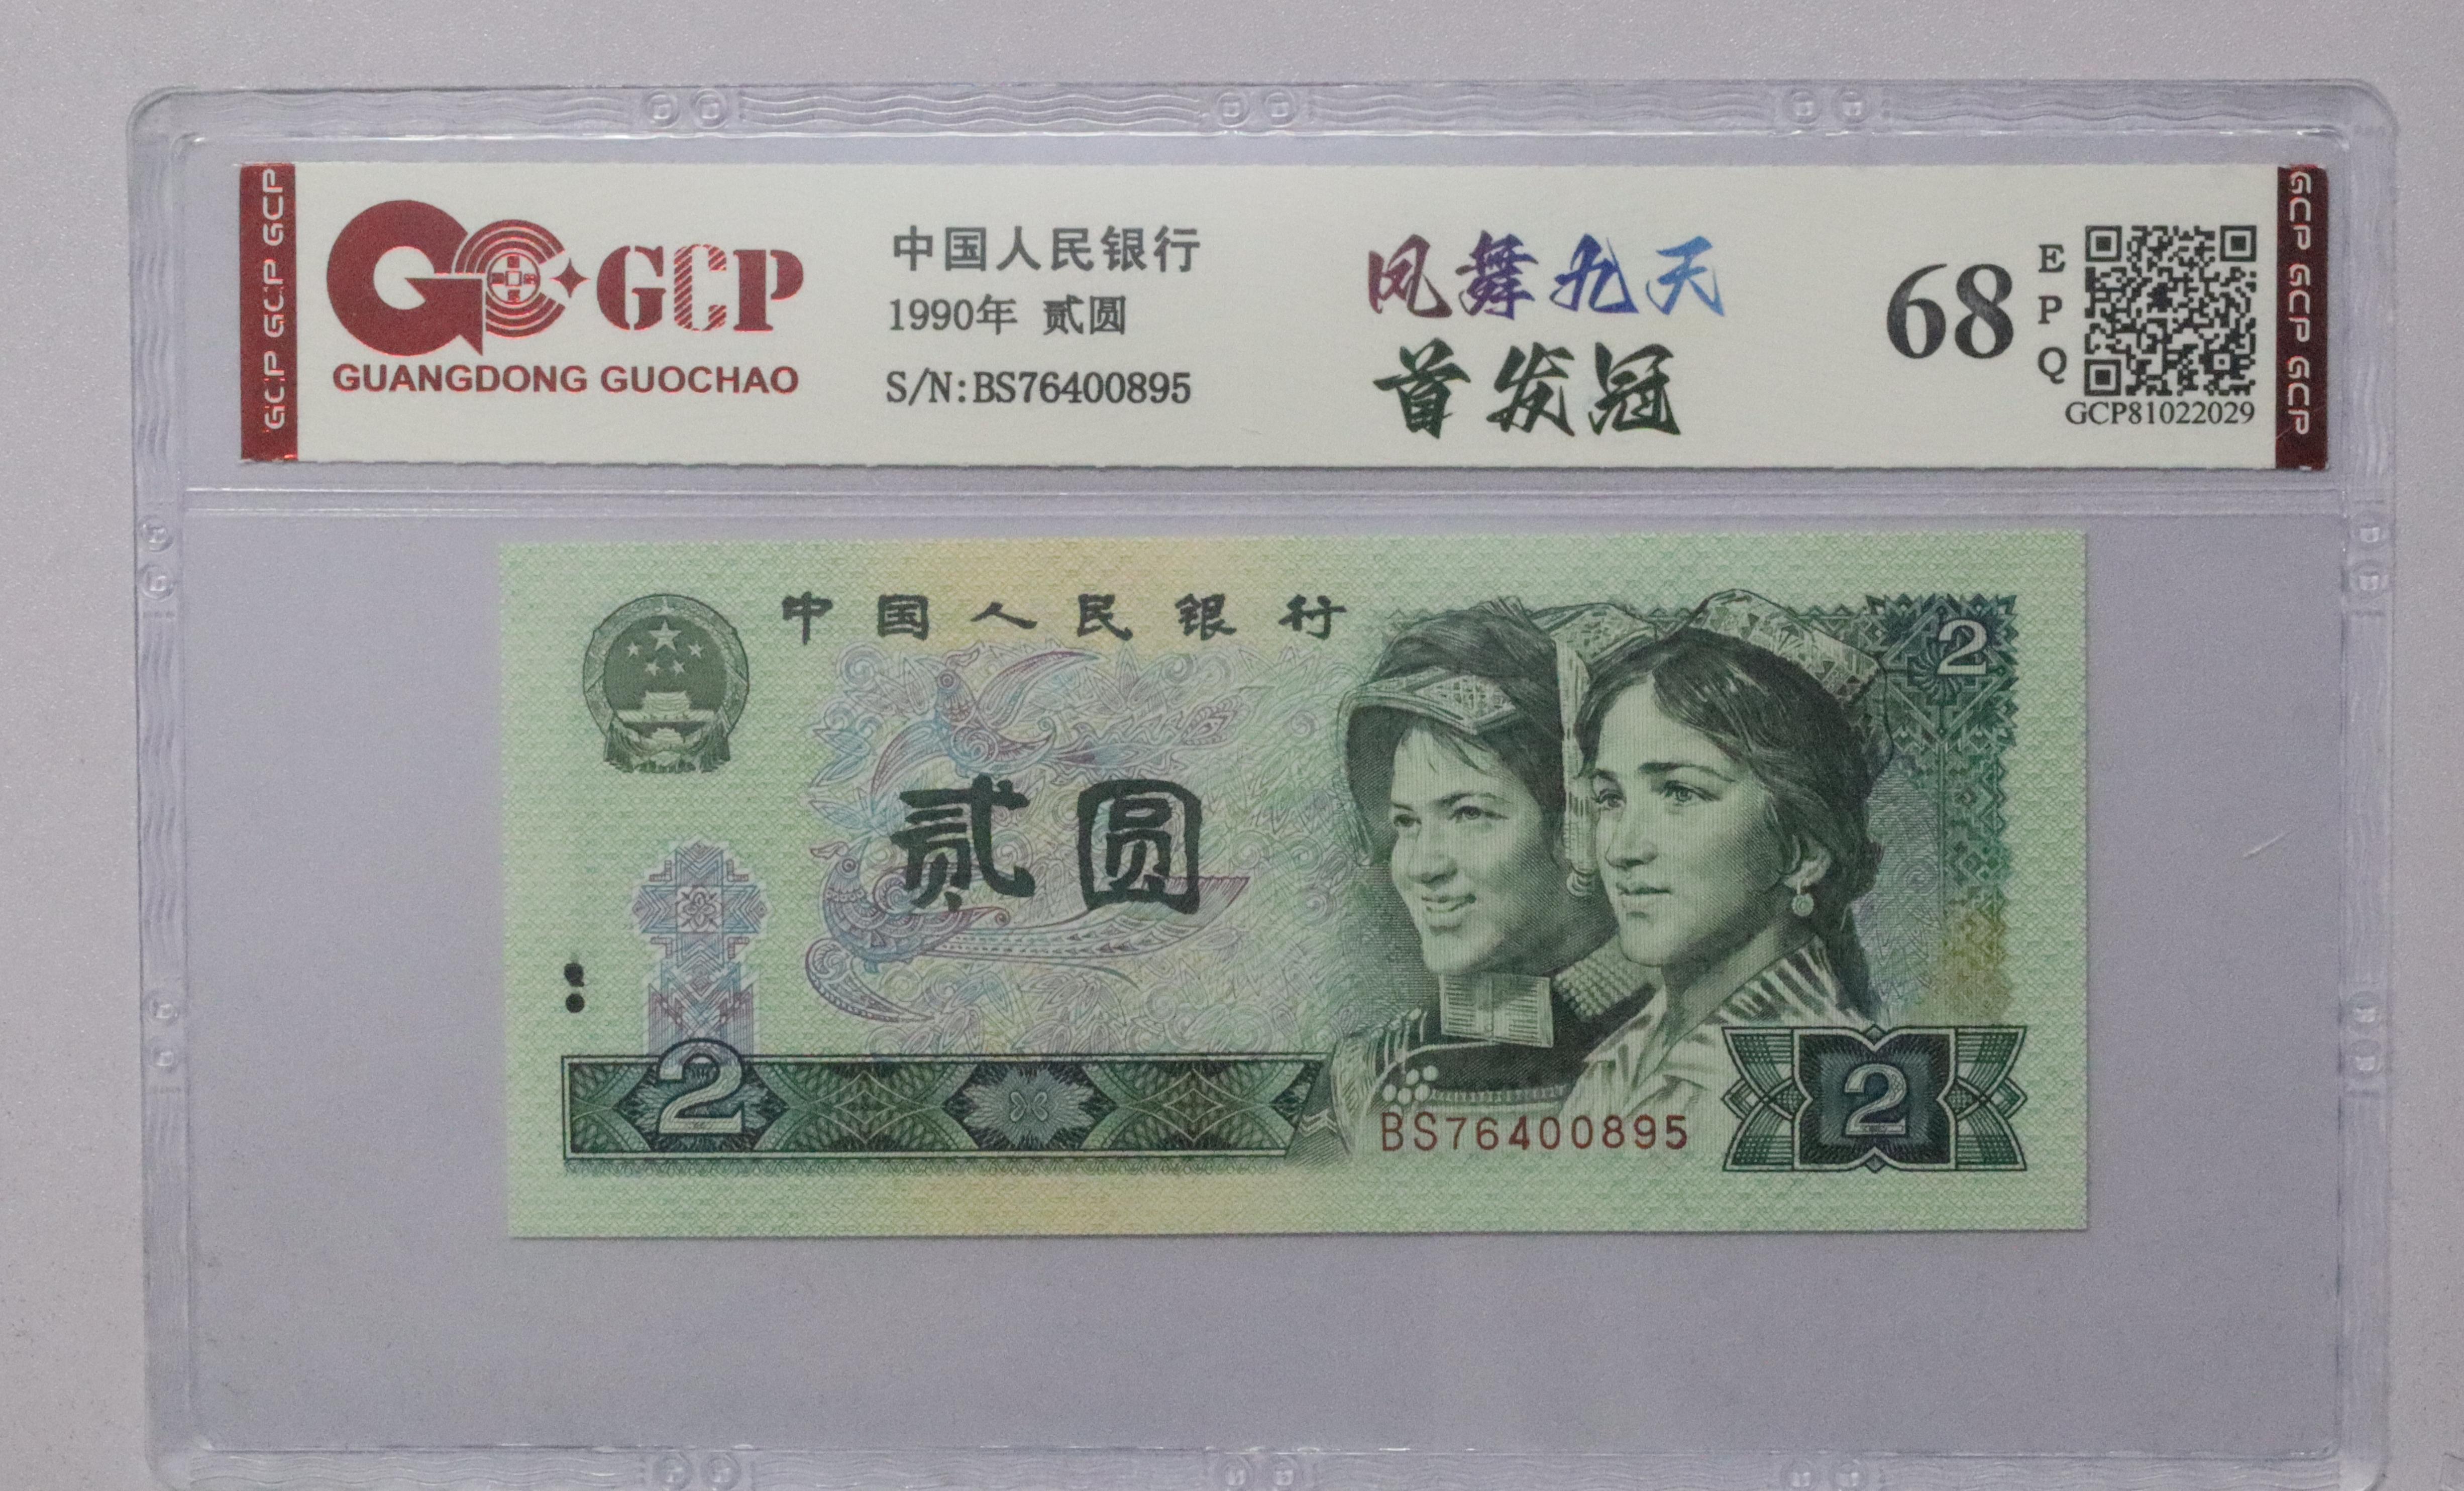 GCP GCP GCP
GCP
GUANGDONG GUOCHAO
中国人民银行
1990年 贰圆
S/N:BS76400895
凤舞九天
首发冠
68
EPQ
GCP81022029
GCP GCP GCP
中国人民银行
2
贰圆
2
BS76400895
2